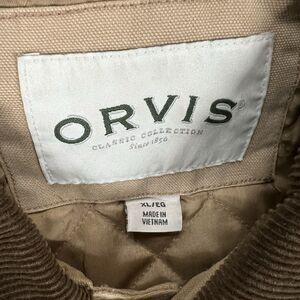 ORVIS®
CLASSIC COLLECTION
Since 1856
XL/EG
MADE IN
VIETNAM